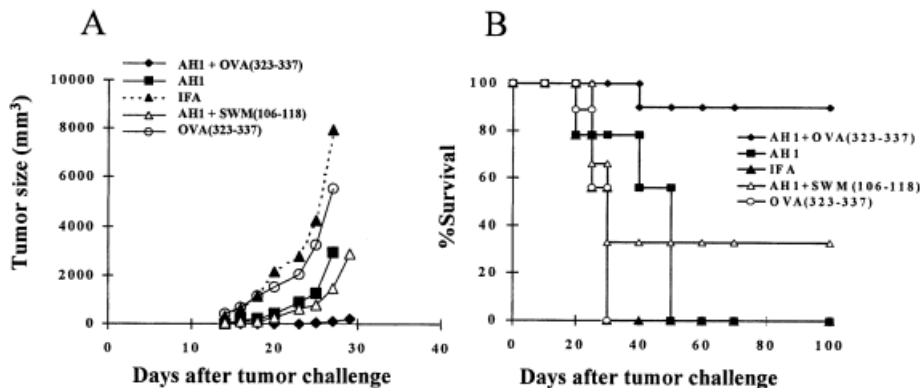 A
AH1 + OVA(323-337)
AH1
IFA
AH1 + SWM(106-118)
OVA(323-337)
Tumor size (mm³)
10000
8000
6000
4000
2000
0
0
10
20
30
40
Days after tumor challenge
B
%Survival
100
80
60
40
20
0
AH1 + OVA(323-337)
AH1
IFA
AH1 + SWM (106-118)
OVA(323-337)
0
20
40
60
80
100
Days after tumor challenge